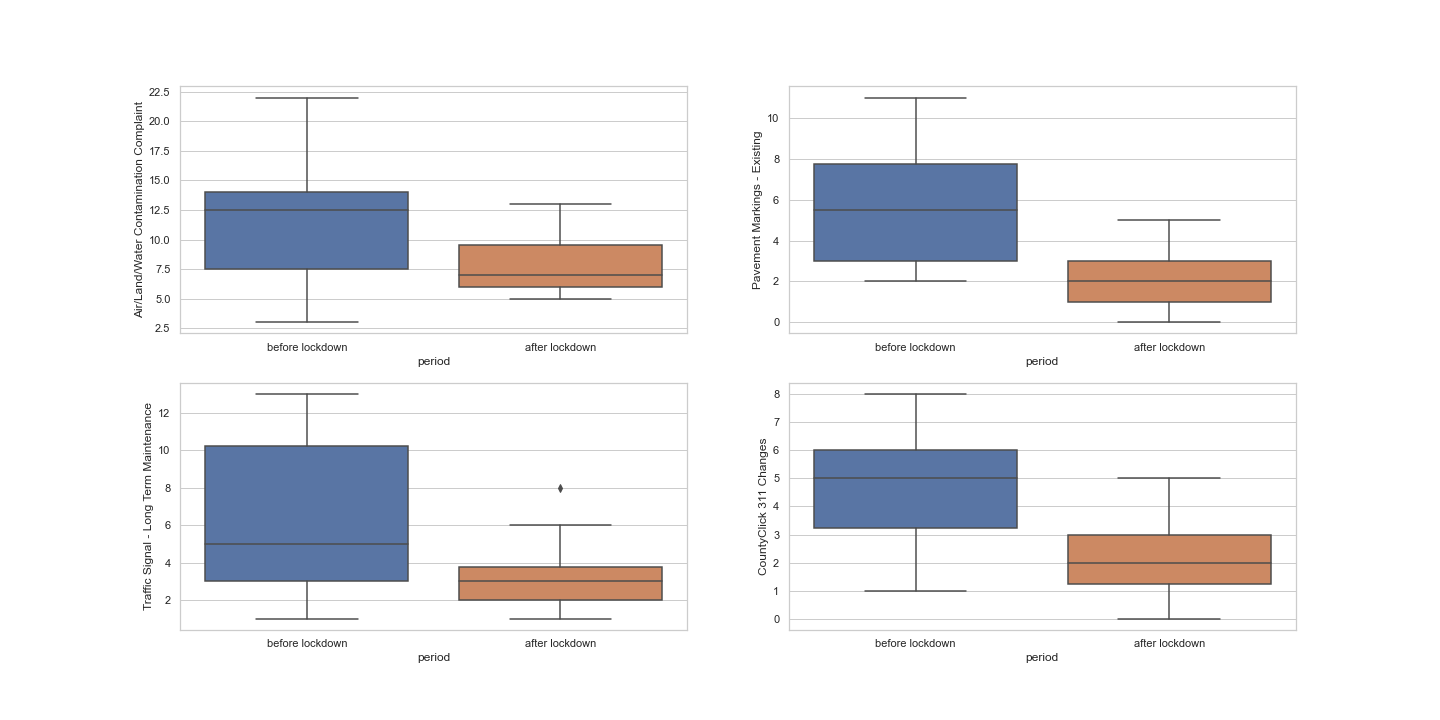 Air/Land/Water Contamination Complaint
22.5
20.0
17.5
15.0
12.5
10.0
7.5
5.0
2.5
before lockdown after lockdown
period
Pavement Markings - Existing
10
8
6
4
2
0
before lockdown after lockdown
period
Traffic Signal - Long Term Maintenance
12
10
8
6
4
2
before lockdown after lockdown
period
CountyClick 311 Changes
8
7
6
5
4
3
2
1
0
before lockdown after lockdown
period